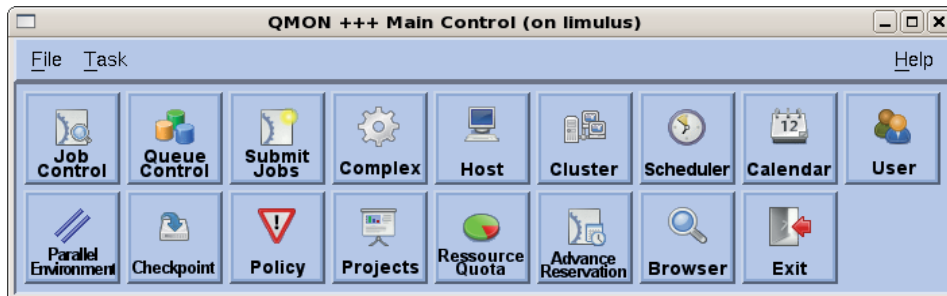 QMON +++ Main Control (on limulus)
File Task Help
Job
Control
Queue
Control
Submit
Jobs
Complex
Host
Cluster
Scheduler
12
Calendar
User
Parallel
Environment
Checkpoint
!
Policy
Projects
Ressource
Quota
Advance
Reservation
Browser
Exit